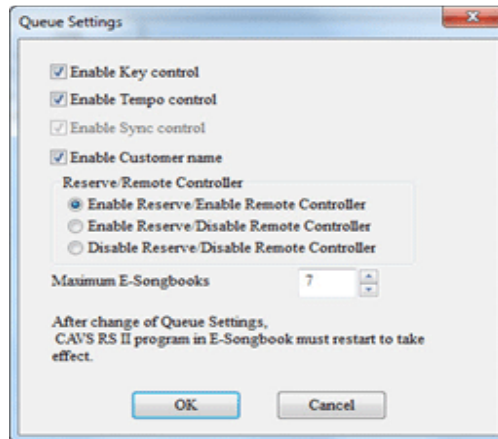 Queue Settings
Enable Key control
Enable Tempo control
Enable Sync control
Enable Customer name
Reserve/Remote Controller
Enable Reserve/Enable Remote Controller
Enable Reserve/Disable Remote Controller
Disable Reserve/Disable Remote Controller
Maximum E-Songbooks 7
After change of Queue Settings,
CAVS RS II program in E-Songbook must restart to take
effect.
OK Cancel